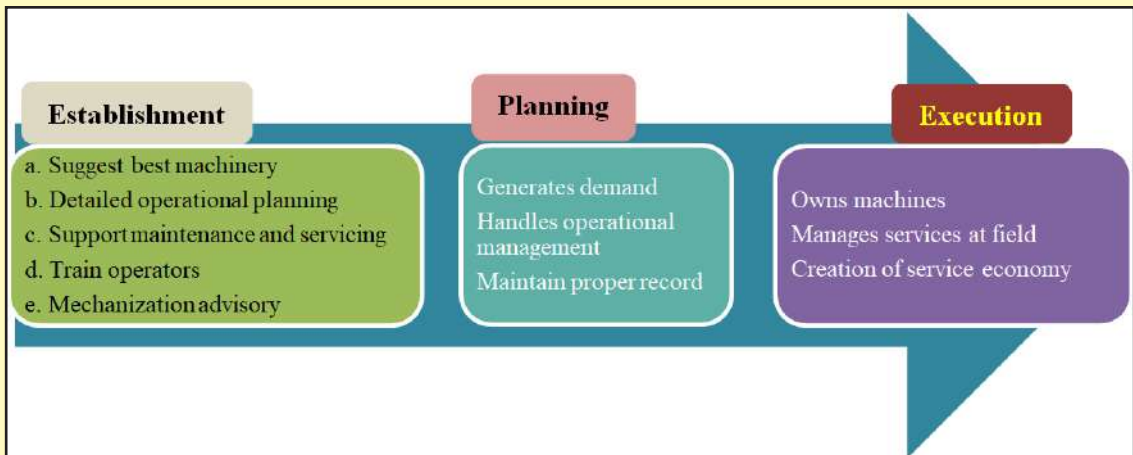 Establishment
a. Suggest best machinery
b. Detailed operational planning
c. Support maintenance and servicing
d. Train operators
e. Mechanization advisory
Planning
Generates demand
Handles operational
management
Maintain proper record
Execution
Owns machines
Manages services at field
Creation of service economy